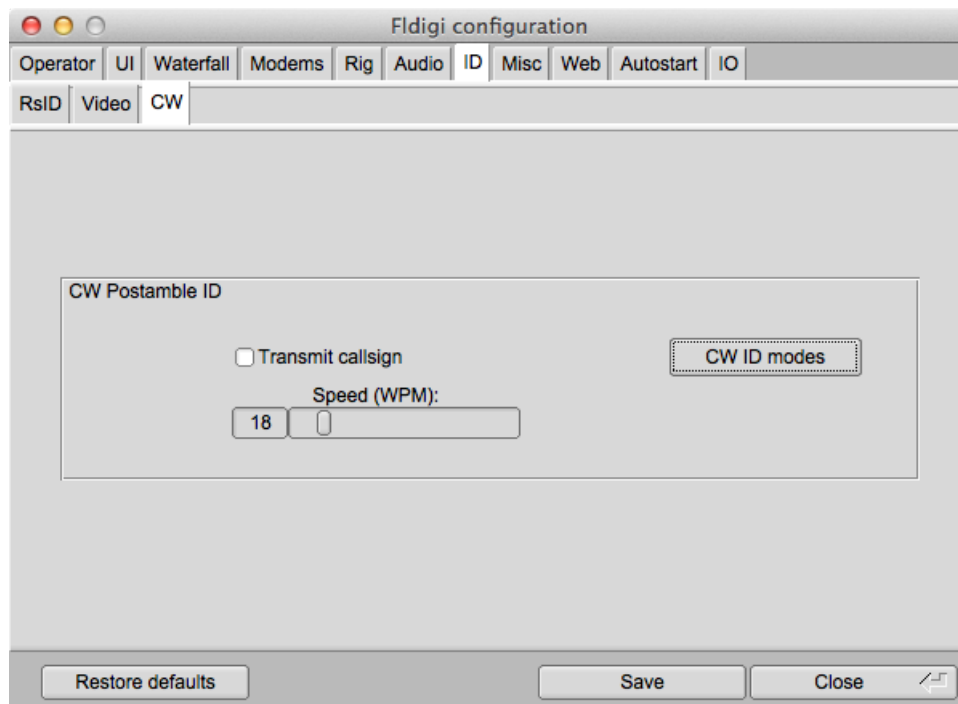 Fldigi configuration
Operator UI Waterfall Modems Rig Audio ID Misc Web Autostart IO
RsID Video CW
CW Postamble ID
Transmit callsign CW ID modes
Speed (WPM):
18
Restore defaults Save Close